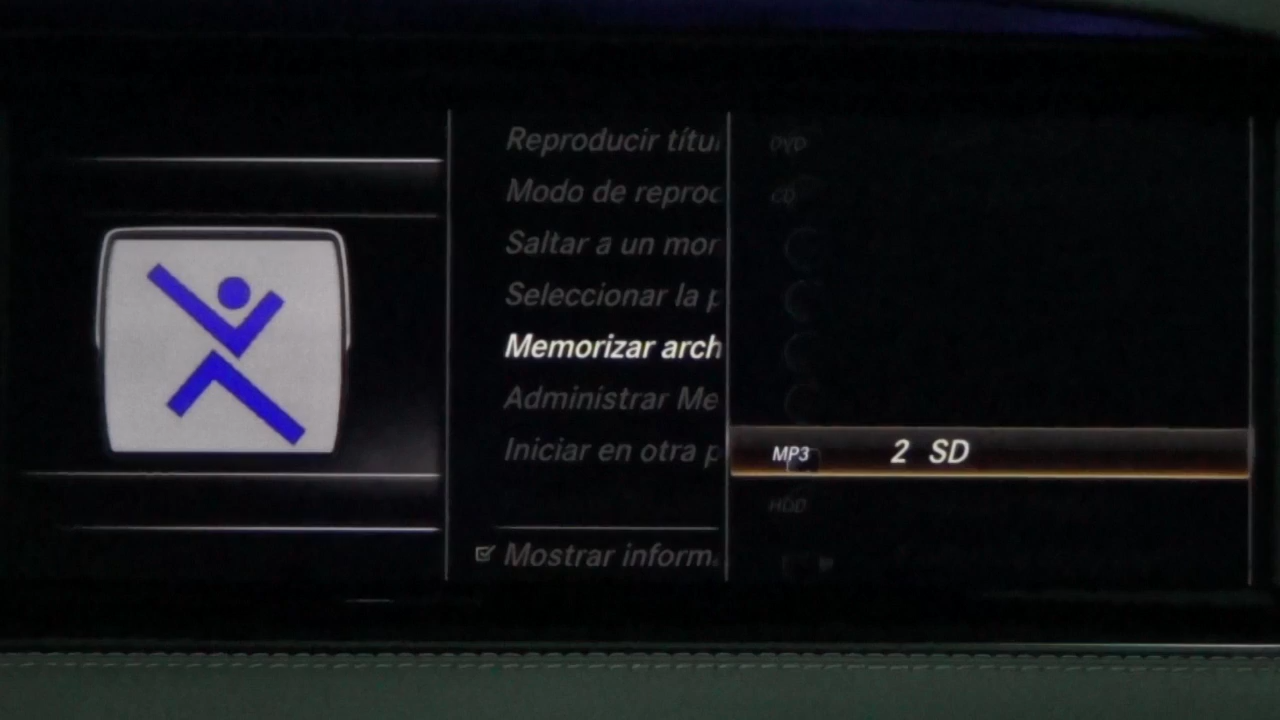 Reproducir títu
Modo de reproc
Saltar a un mor
Seleccionar la p
Memorizar arch
Administrar Me
Iniciar en otra p
Mostrar inform
DVD
CD
MP3 2 SD
HDD